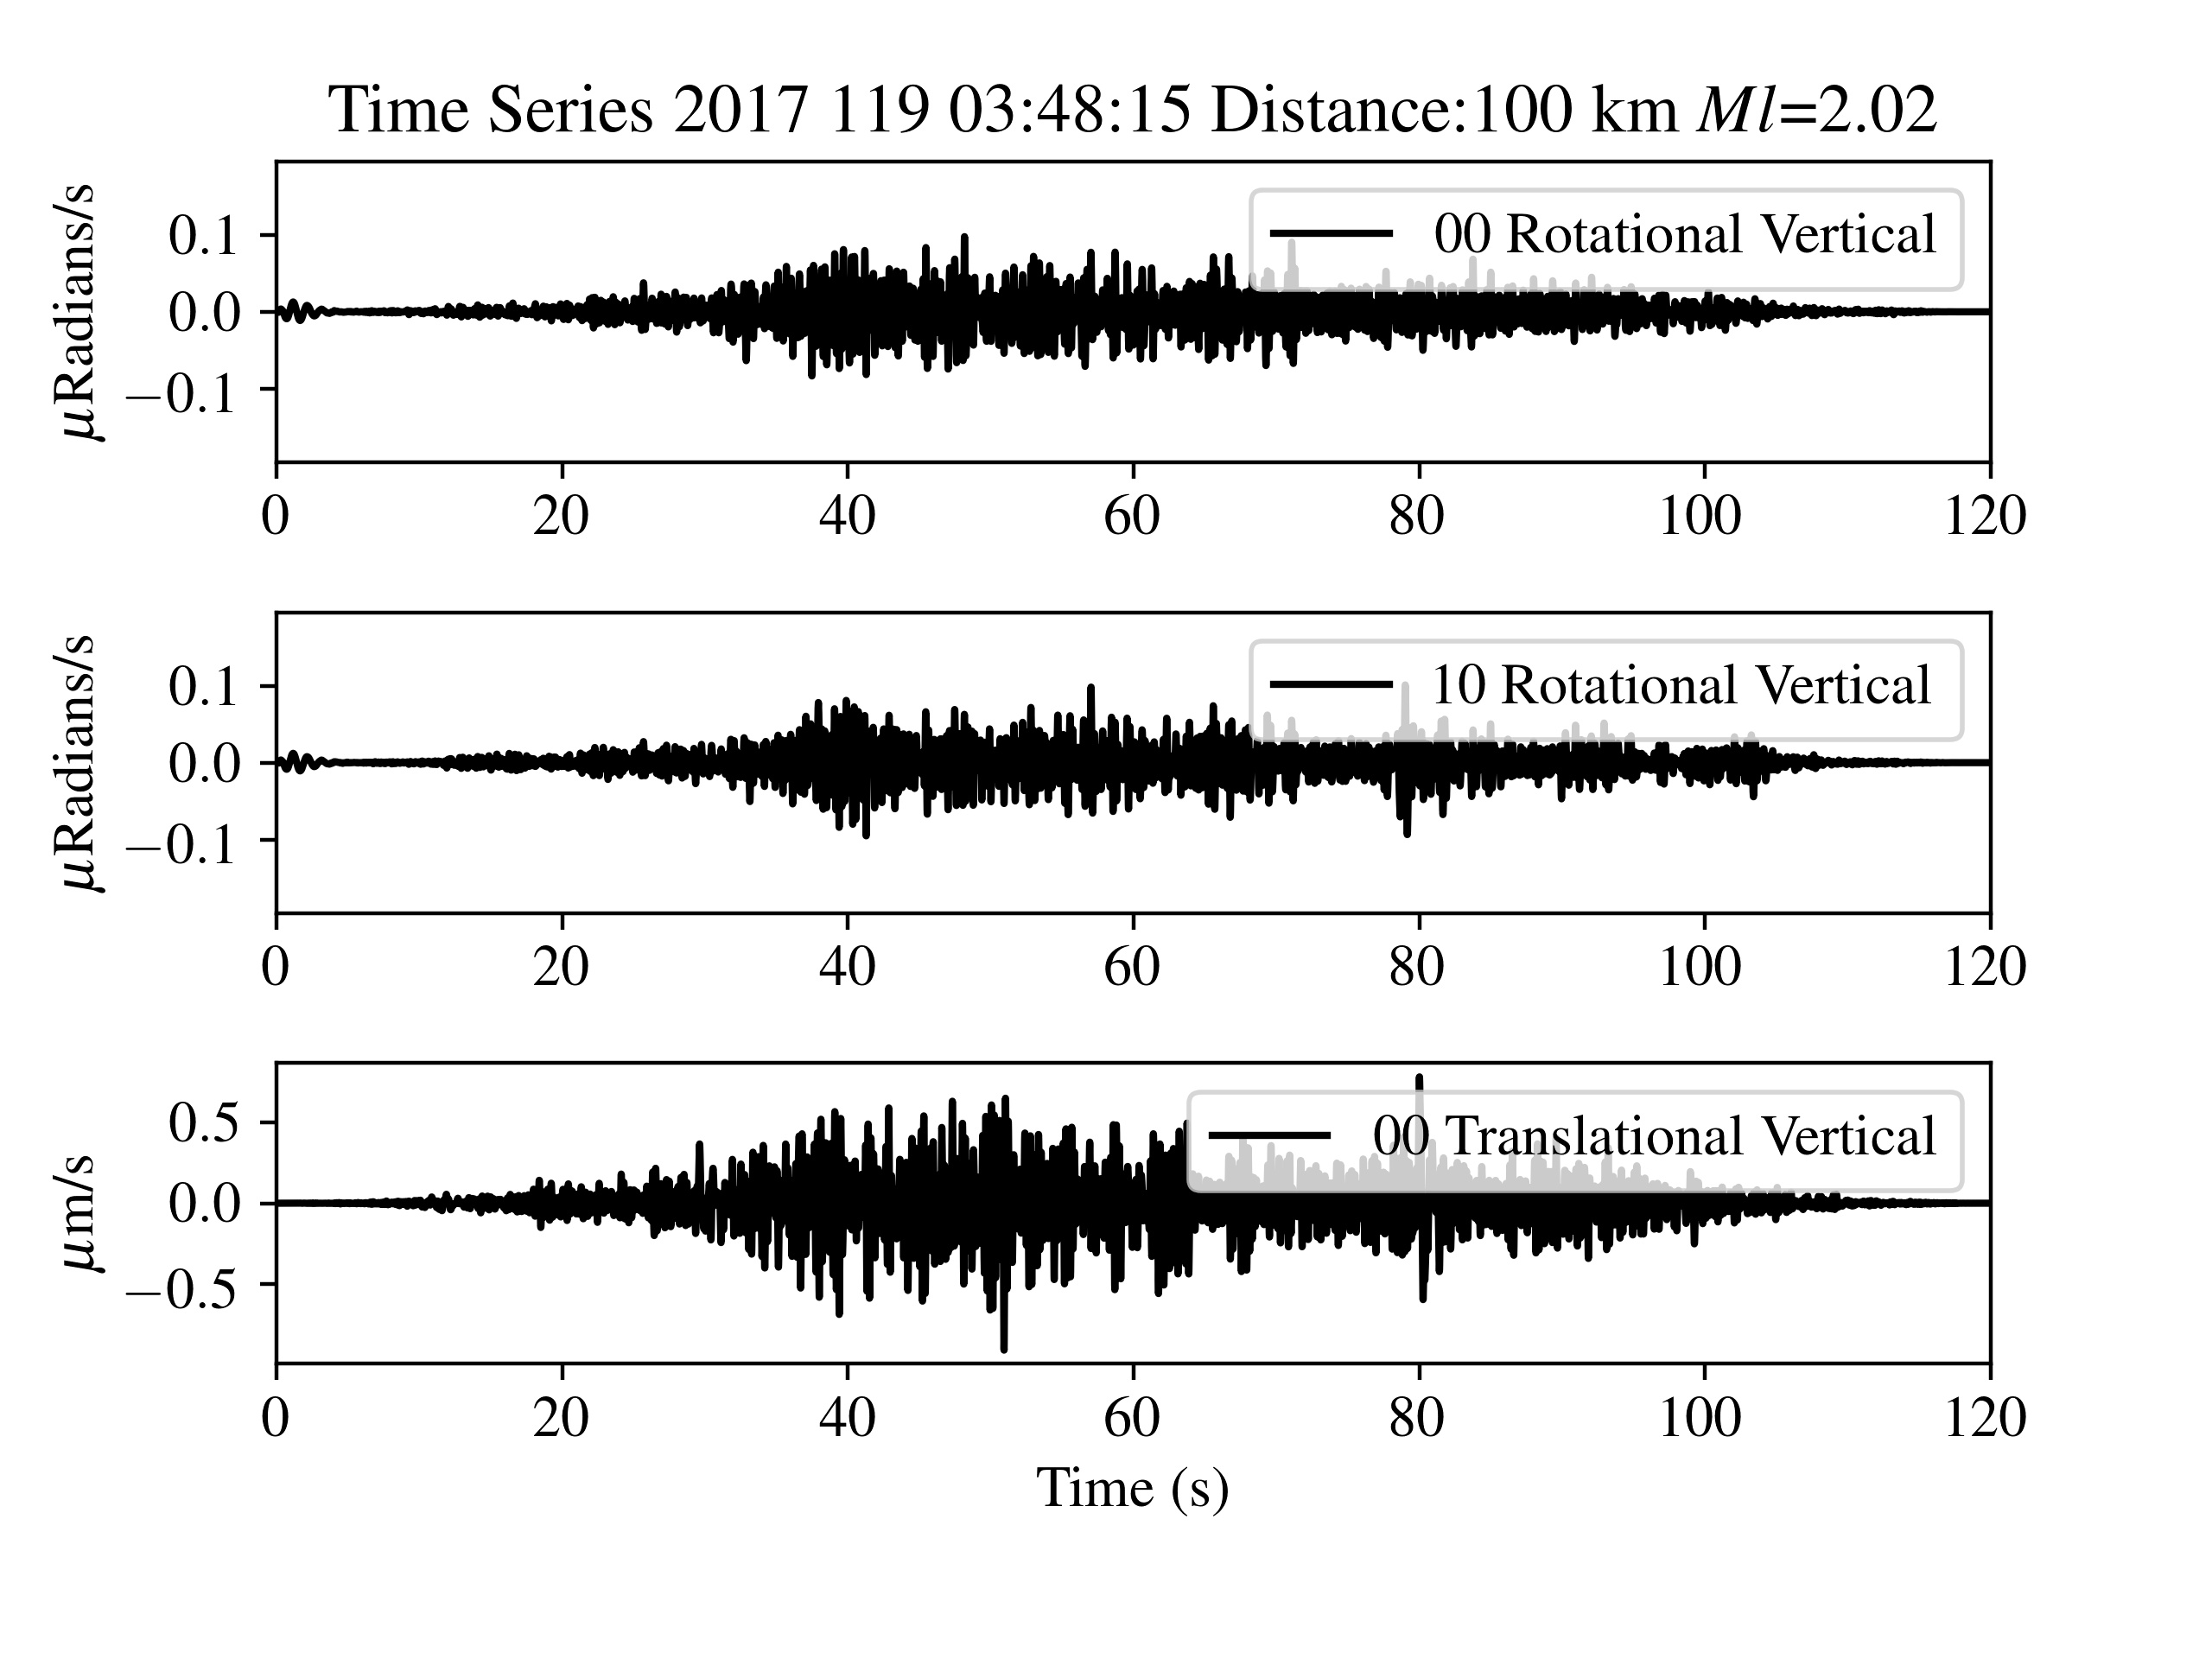 Time Series 2017 119 03:48:15 Distance:100 km Ml=2.02
µRadians/s
0.1
0.0
−0.1
00 Rotational Vertical
0 20 40 60 80 100 120
µRadians/s
0.1
0.0
−0.1
10 Rotational Vertical
0 20 40 60 80 100 120
µm/s
0.5
0.0
−0.5
00 Translational Vertical
0 20 40 60 80 100 120
Time (s)